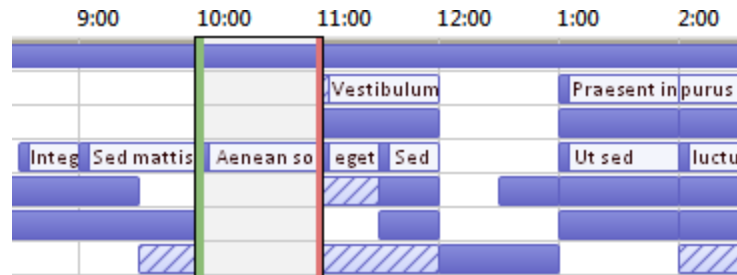 9:00 10:00 11:00 12:00 1:00 2:00
Vestibulum Praesent in purus
Integ Sed mattis Aenean so eget Sed Ut sed luctu